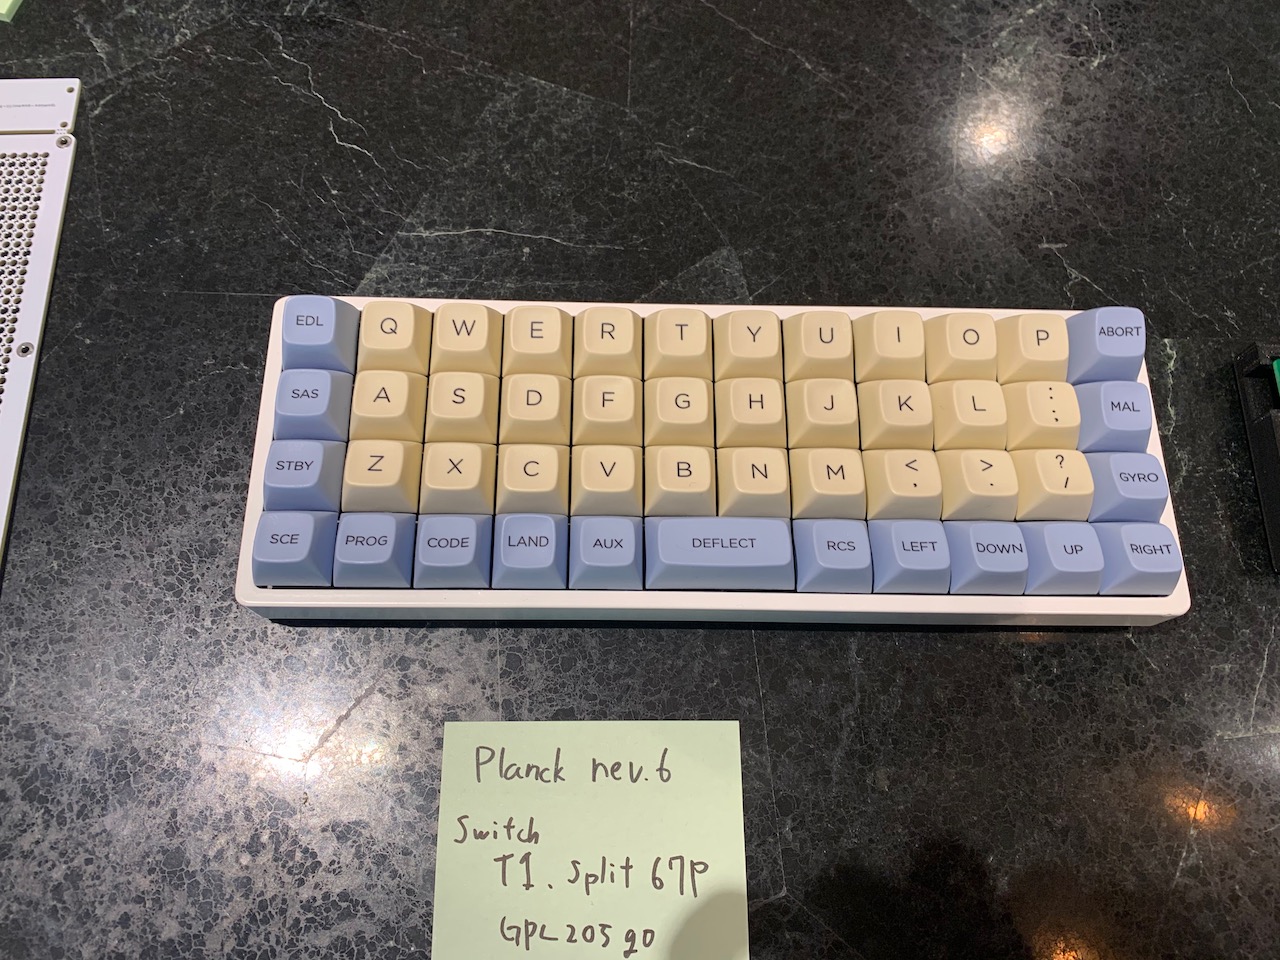 EDL Q W E R T Y U I O P ABORT
SAS A S D F G H J K L : ; MAL
STBY Z X C V B N M < , > . ? / GYRO
SCE PROG CODE LAND AUX DEFLECT RCS LEFT DOWN UP RIGHT
Planck rev.6
Switch
T1. Split 67p
GPL 205 g0